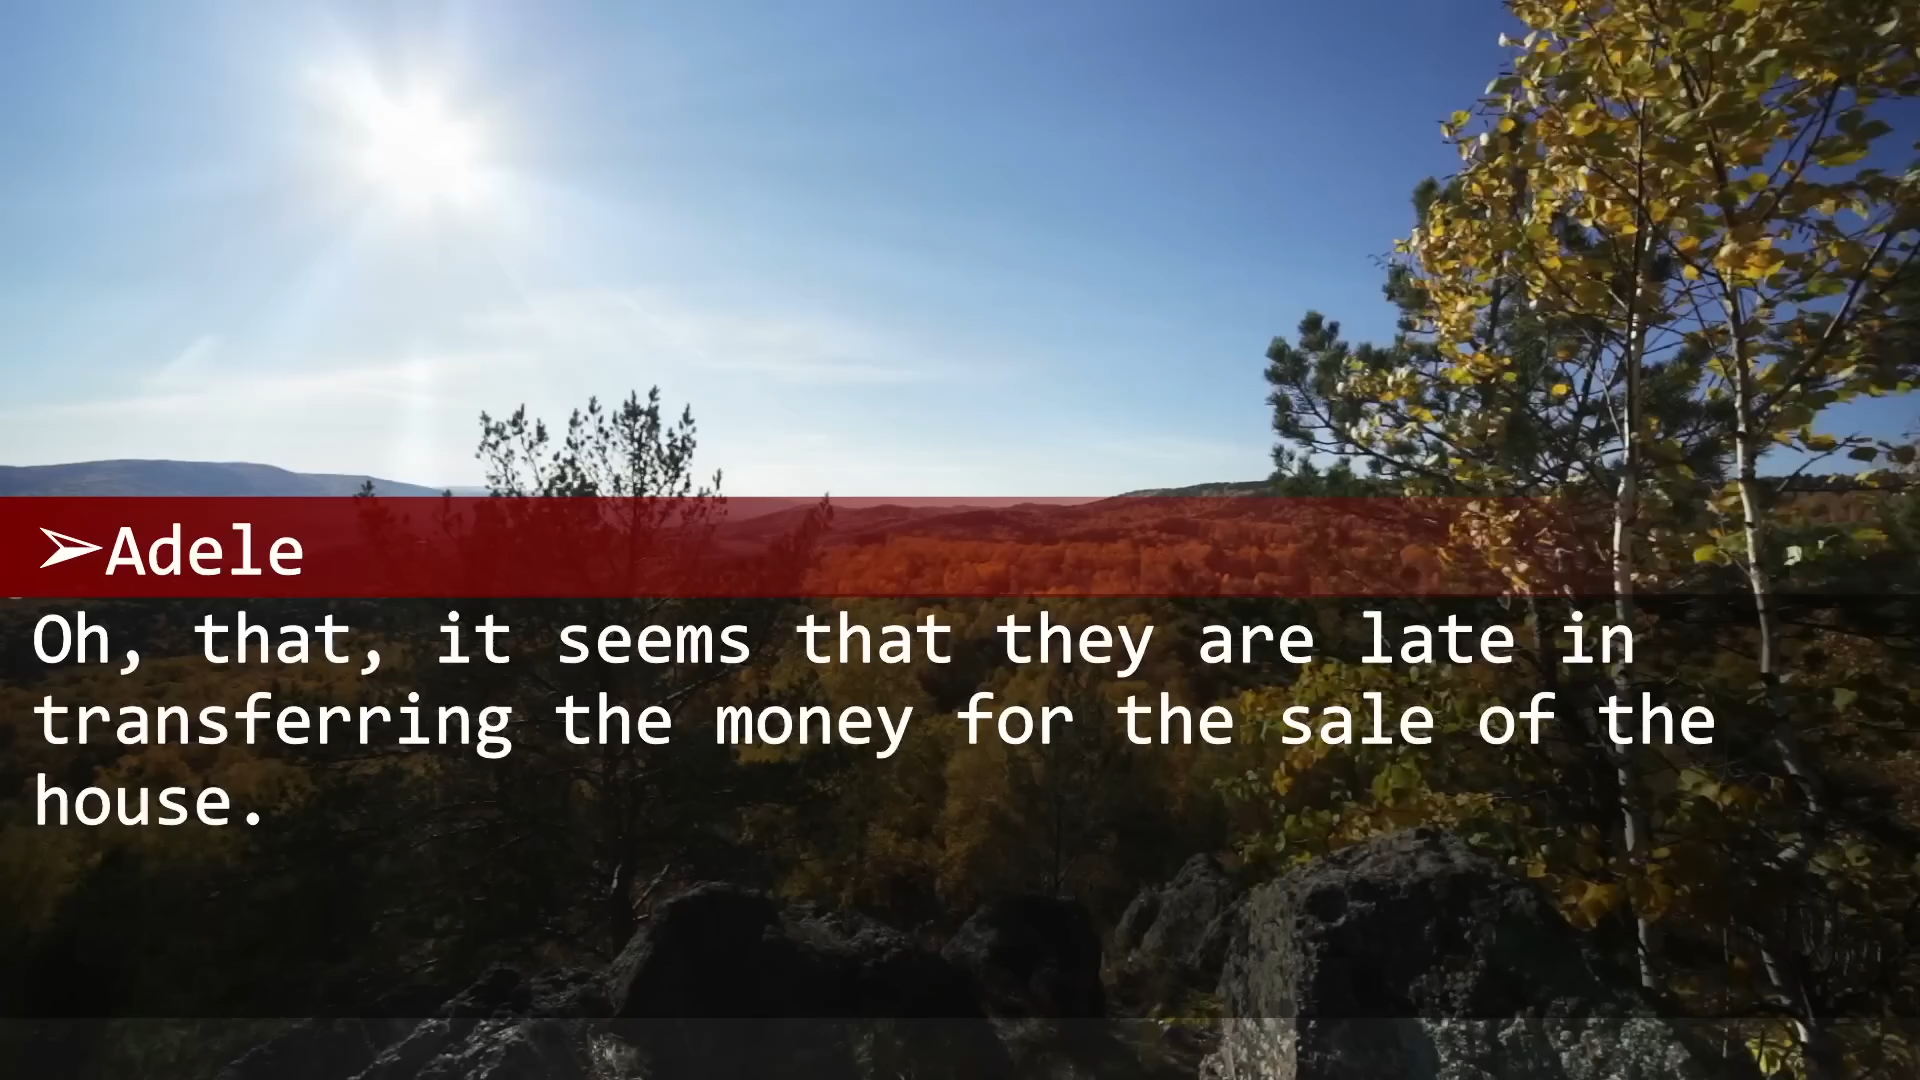 ➢Adele
Oh, that, it seems that they are late in
transferring the money for the sale of the
house.